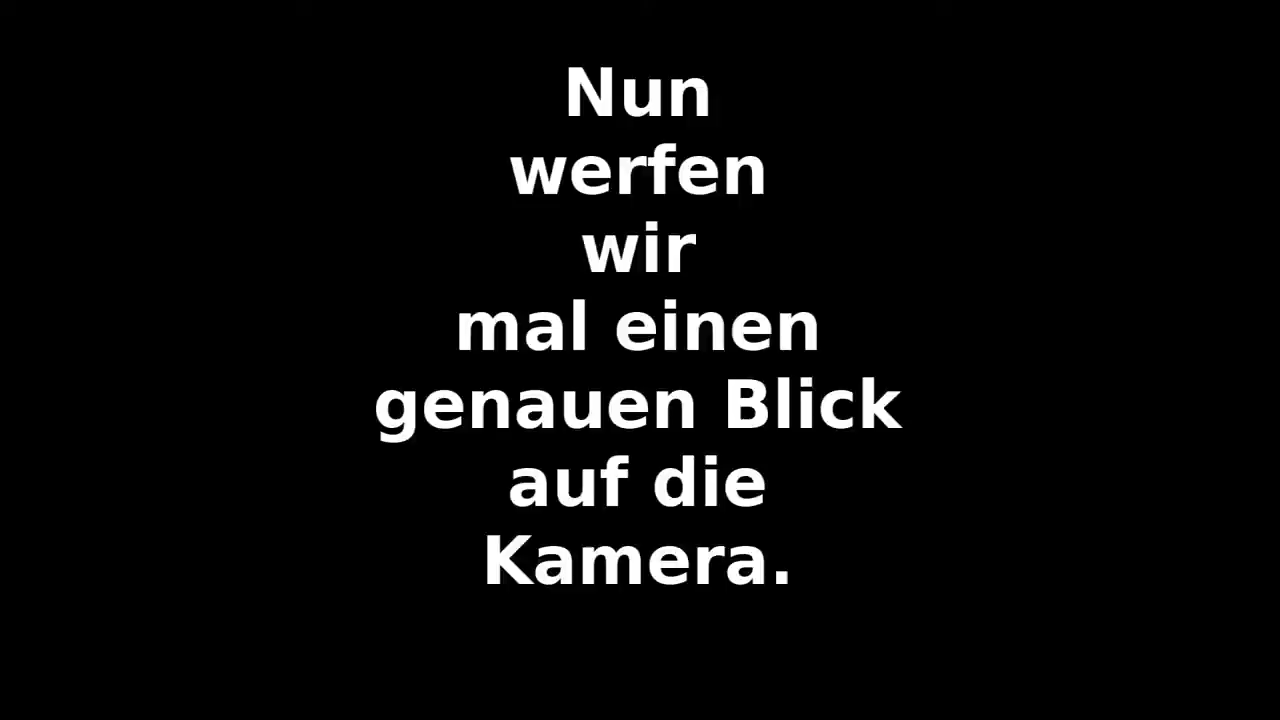 Nun
werfen
wir
mal einen
genauen Blick
auf die
Kamera.